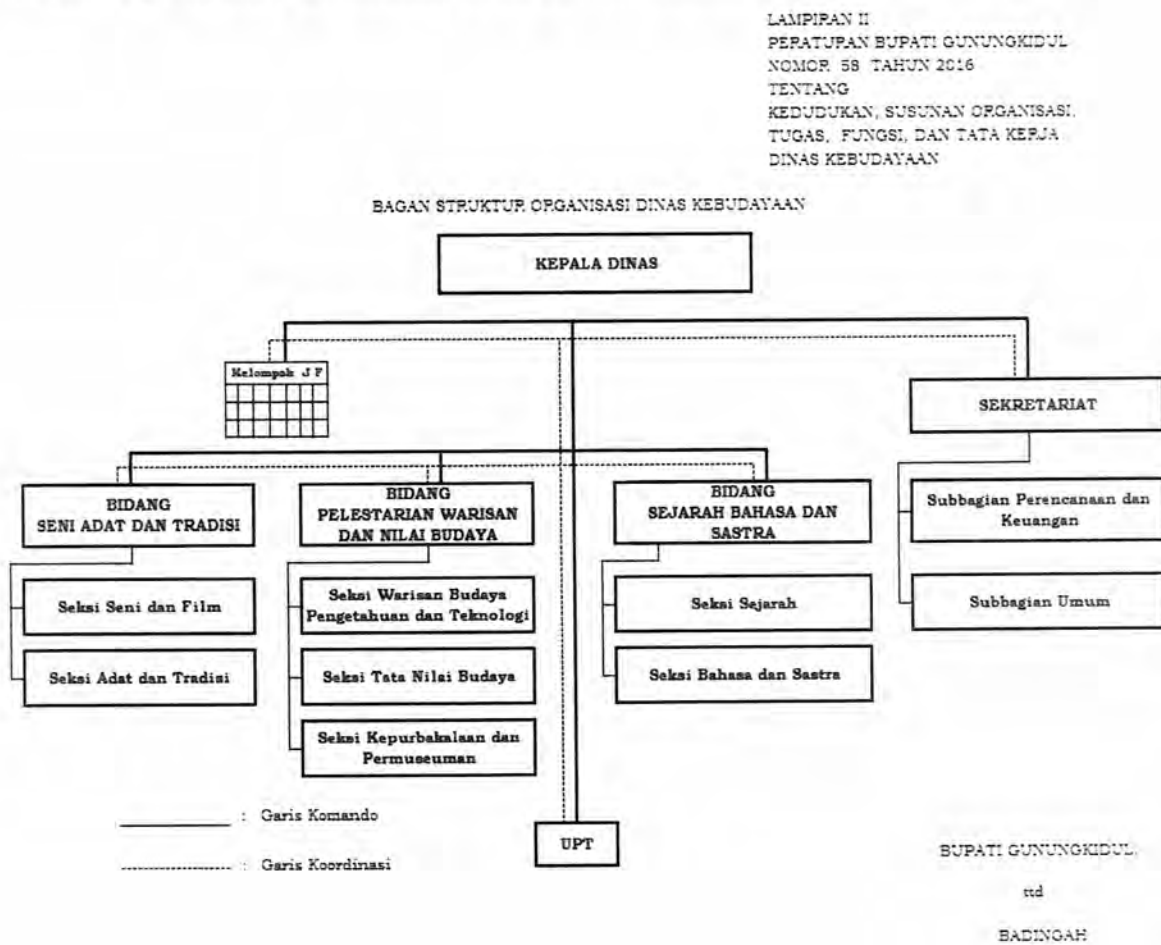 LAMPIRAN II
PERATURAN BUPATI GUNUNGKIDUL
NOMOR 58 TAHUN 2016
TENTANG
KEDUDUKAN, SUSUNAN ORGANISASI,
TUGAS, FUNGSI, DAN TATA KERJA
DINAS KEBUDAYAAN
BAGAN STRUKTUR ORGANISASI DINAS KEBUDAYAAN
KEPALA DINAS
Kelompok J F
SEKRETARIAT
BIDANG
SENI ADAT DAN TRADISI
BIDANG
PELESTARIAN WARISAN
DAN NILAI BUDAYA
BIDANG
SEJARAH BAHASA DAN
SASTRA
Subbagian Perencanaan dan
Keuangan
Seksi Seni dan Film
Seksi Warisan Budaya
Pengetahuan dan Teknologi
Seksi Sejarah
Subbagian Umum
Seksi Adat dan Tradisi
Seksi Tata Nilai Budaya
Seksi Bahasa dan Sastra
Seksi Kepurbakalaan dan
Permuseuman
: Garis Komando
: Garis Koordinasi
UPT
BUPATI GUNUNGKIDUL,
ttd
BADINGAH